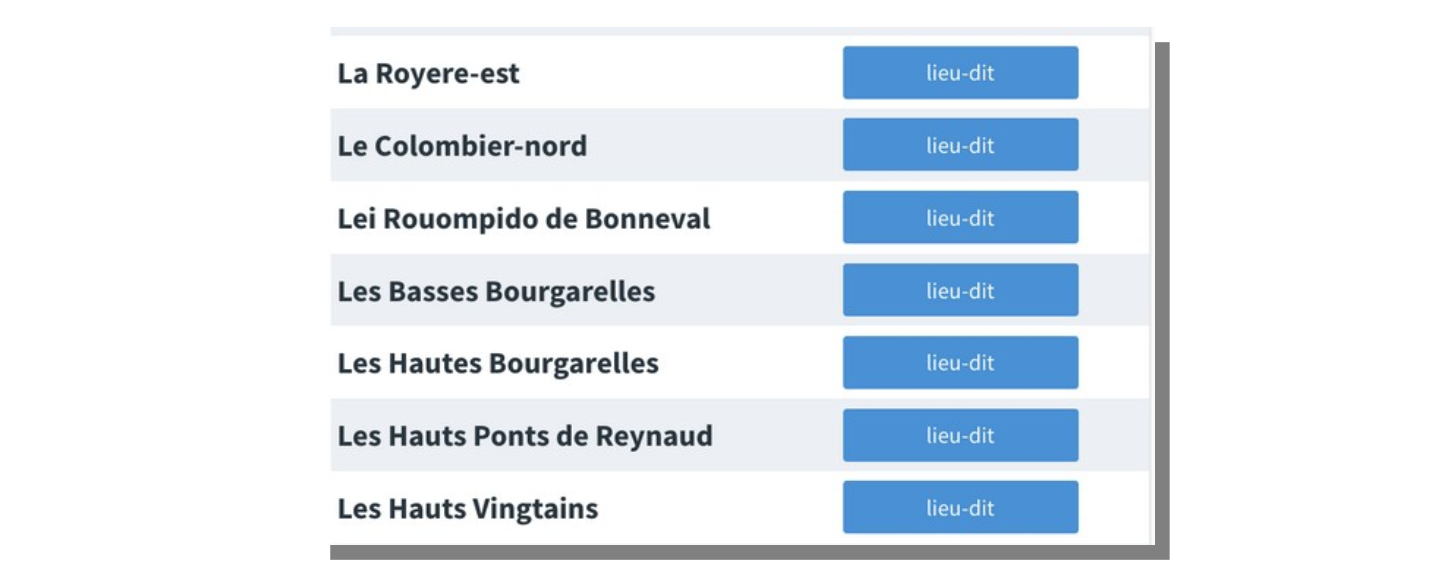 La Royere-est lieu-dit
Le Colombier-nord lieu-dit
Lei Rouompido de Bonneval lieu-dit
Les Basses Bourgarelles lieu-dit
Les Hautes Bourgarelles lieu-dit
Les Hauts Ponts de Reynaud lieu-dit
Les Hauts Vingtains lieu-dit